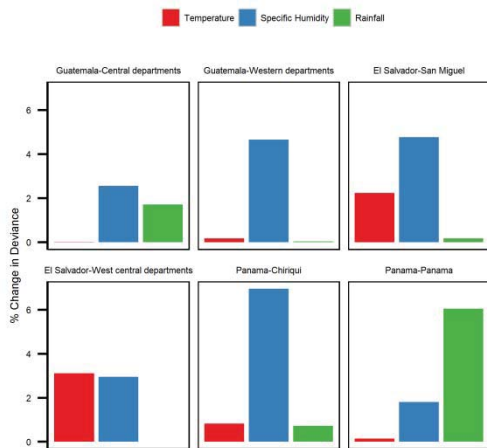 Temperature Specific Humidity Rainfall
Guatemala-Central departments Guatemala-Western departments El Salvador-San Miguel
6
4
2
0
% Change in Deviance
El Salvador-West central departments Panama-Chiriqui Panama-Panama
6
4
2
0